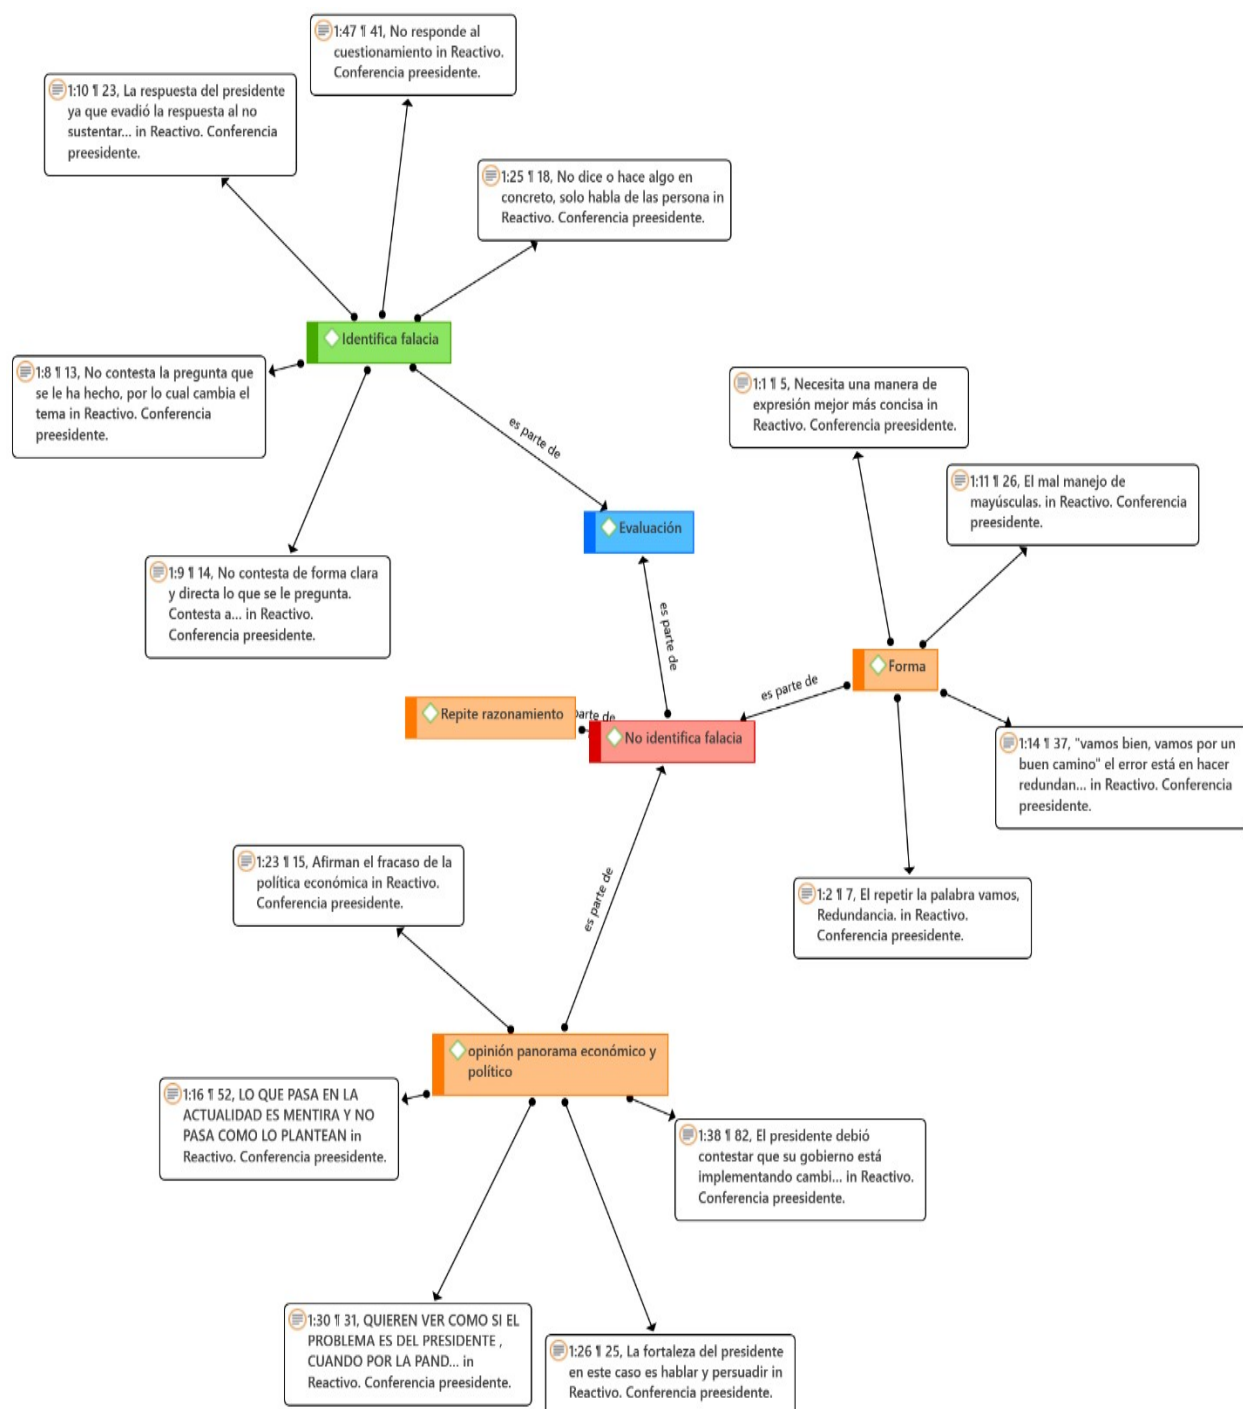 1:47 ¶ 41, No responde al
cuestionamiento in Reactivo.
Conferencia preesidente.
1:10 ¶ 23, La respuesta del presidente
ya que evadió la respuesta al no
sustentar... in Reactivo. Conferencia
preesidente.
1:25 ¶ 18, No dice o hace algo en
concreto, solo habla de las persona in
Reactivo. Conferencia preesidente.
Identifica falacia
1:8 ¶ 13, No contesta la pregunta que
se le ha hecho, por lo cual cambia el
tema in Reactivo. Conferencia
preesidente.
es parte de
1:1 ¶ 5, Necesita una manera de
expresión mejor más concisa in
Reactivo. Conferencia preesidente.
1:11 ¶ 26, El mal manejo de
mayúsculas. in Reactivo. Conferencia
preesidente.
Evaluación
1:9 ¶ 14, No contesta de forma clara
y directa lo que se le pregunta.
Contesta a... in Reactivo.
Conferencia preesidente.
es parte de
Forma
es parte de
Repite razonamiento
parte de
No identifica falacia
1:14 ¶ 37, "vamos bien, vamos por un
buen camino" el error está en hacer
redundan... in Reactivo. Conferencia
preesidente.
1:23 ¶ 15, Afirman el fracaso de la
política económica in Reactivo.
Conferencia preesidente.
es parte de
1:2 ¶ 7, El repetir la palabra vamos,
Redundancia. in Reactivo.
Conferencia preesidente.
opinión panorama económico y
político
1:16 ¶ 52, LO QUE PASA EN LA
ACTUALIDAD ES MENTIRA Y NO
PASA COMO LO PLANTEAN in
Reactivo. Conferencia preesidente.
1:38 ¶ 82, El presidente debió
contestar que su gobierno está
implementando cambi... in Reactivo.
Conferencia preesidente.
1:30 ¶ 31, QUIEREN VER COMO SI EL
PROBLEMA ES DEL PRESIDENTE ,
CUANDO POR LA PAND... in
Reactivo. Conferencia preesidente.
1:26 ¶ 25, La fortaleza del presidente
en este caso es hablar y persuadir in
Reactivo. Conferencia preesidente.